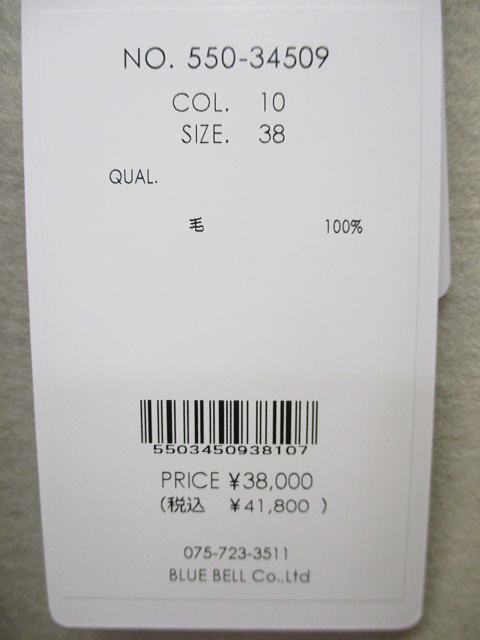 NO. 550-34509
COL. 10
SIZE. 38
QUAL.
毛 100%
5503450938107
PRICE ¥38,000
(税込 ¥41,800 )
075-723-3511
BLUE BELL Co.,Ltd